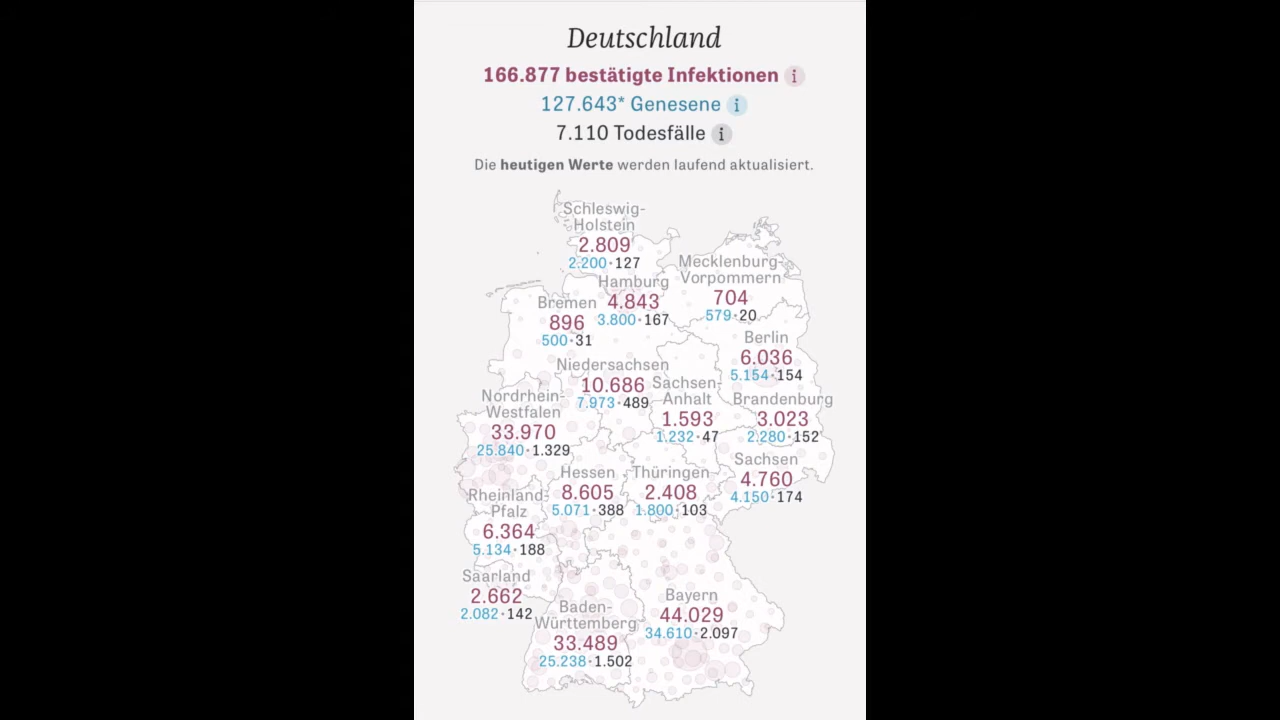 Deutschland
166.877 bestätigte Infektionen i
127.643* Genesene i
7.110 Todesfälle i
Die heutigen Werte werden laufend aktualisiert.
Schleswig-
Holstein
2.809
2.200·127
Mecklenburg-
Vorpommern
704
579·20
Hamburg
4.843
3.800·167
Bremen
896
500·31
Berlin
6.036
5.154·154
Niedersachsen
10.686
7.973·489
Sachsen-
Anhalt
1.593
1.232·47
Brandenburg
3.023
2.280·152
Nordrhein-
Westfalen
33.970
25.840·1.329
Sachsen
4.760
4.150·174
Hessen
8.605
5.071·388
Thüringen
2.408
1.800·103
Rheinland-
Pfalz
6.364
5.134·188
Saarland
2.662
2.082·142
Baden-
Württemberg
33.489
25.238·1.502
Bayern
44.029
34.610·2.097